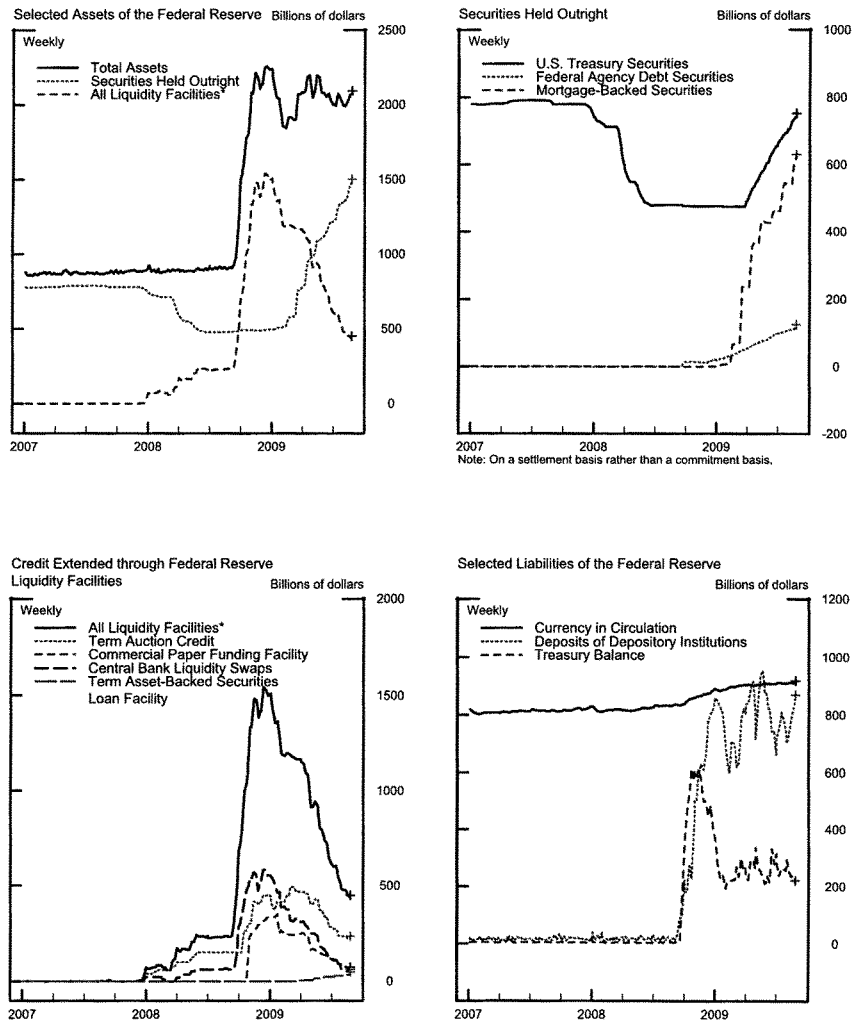 Selected Assets of the Federal Reserve
Billions of dollars
2500
Weekly
Total Assets
Securities Held Outright
All Liquidity Facilities*
2000
1500
1000
500
0
2007 2008 2009
Securities Held Outright
Billions of dollars
1000
Weekly
U.S. Treasury Securities
Federal Agency Debt Securities
Mortgage-Backed Securities
800
600
400
200
0
-200
2007 2008 2009
Note: On a settlement basis rather than a commitment basis.
Credit Extended through Federal Reserve
Liquidity Facilities
Billions of dollars
2000
Weekly
All Liquidity Facilities*
Term Auction Credit
Commercial Paper Funding Facility
Central Bank Liquidity Swaps
Term Asset-Backed Securities
Loan Facility
1500
1000
500
0
2007 2008 2009
Selected Liabilities of the Federal Reserve
Billions of dollars
1200
Weekly
Currency in Circulation
Deposits of Depository Institutions
Treasury Balance
1000
800
600
400
200
0
2007 2008 2009